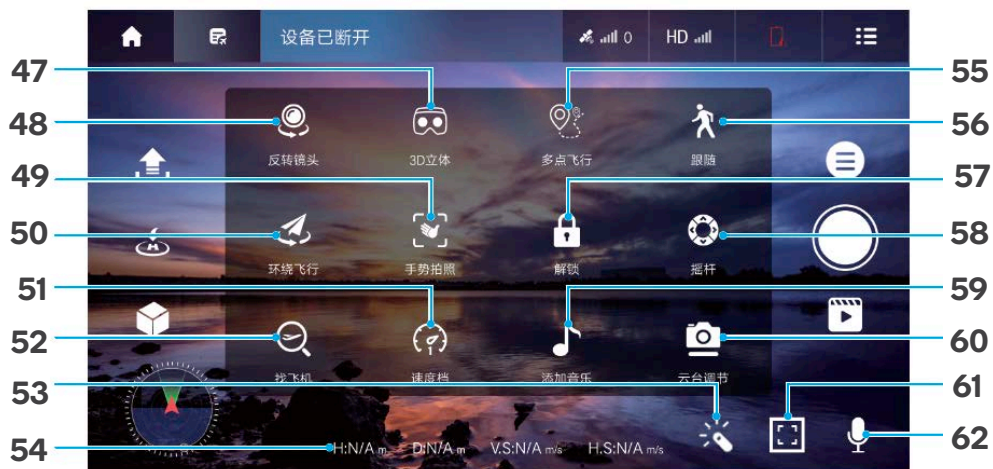 设备已断开 0 HD
47 55
48 反转镜头 3D立体 多点飞行 跟随 56
49 57
50 环绕飞行 手势拍照 解锁 摇杆 58
51 59
52 找飞机 速度档 添加音乐 云台调节 60
53 61
54 H:N/A m D:N/A m V.S:N/A m/s H.S:N/A m/s 62